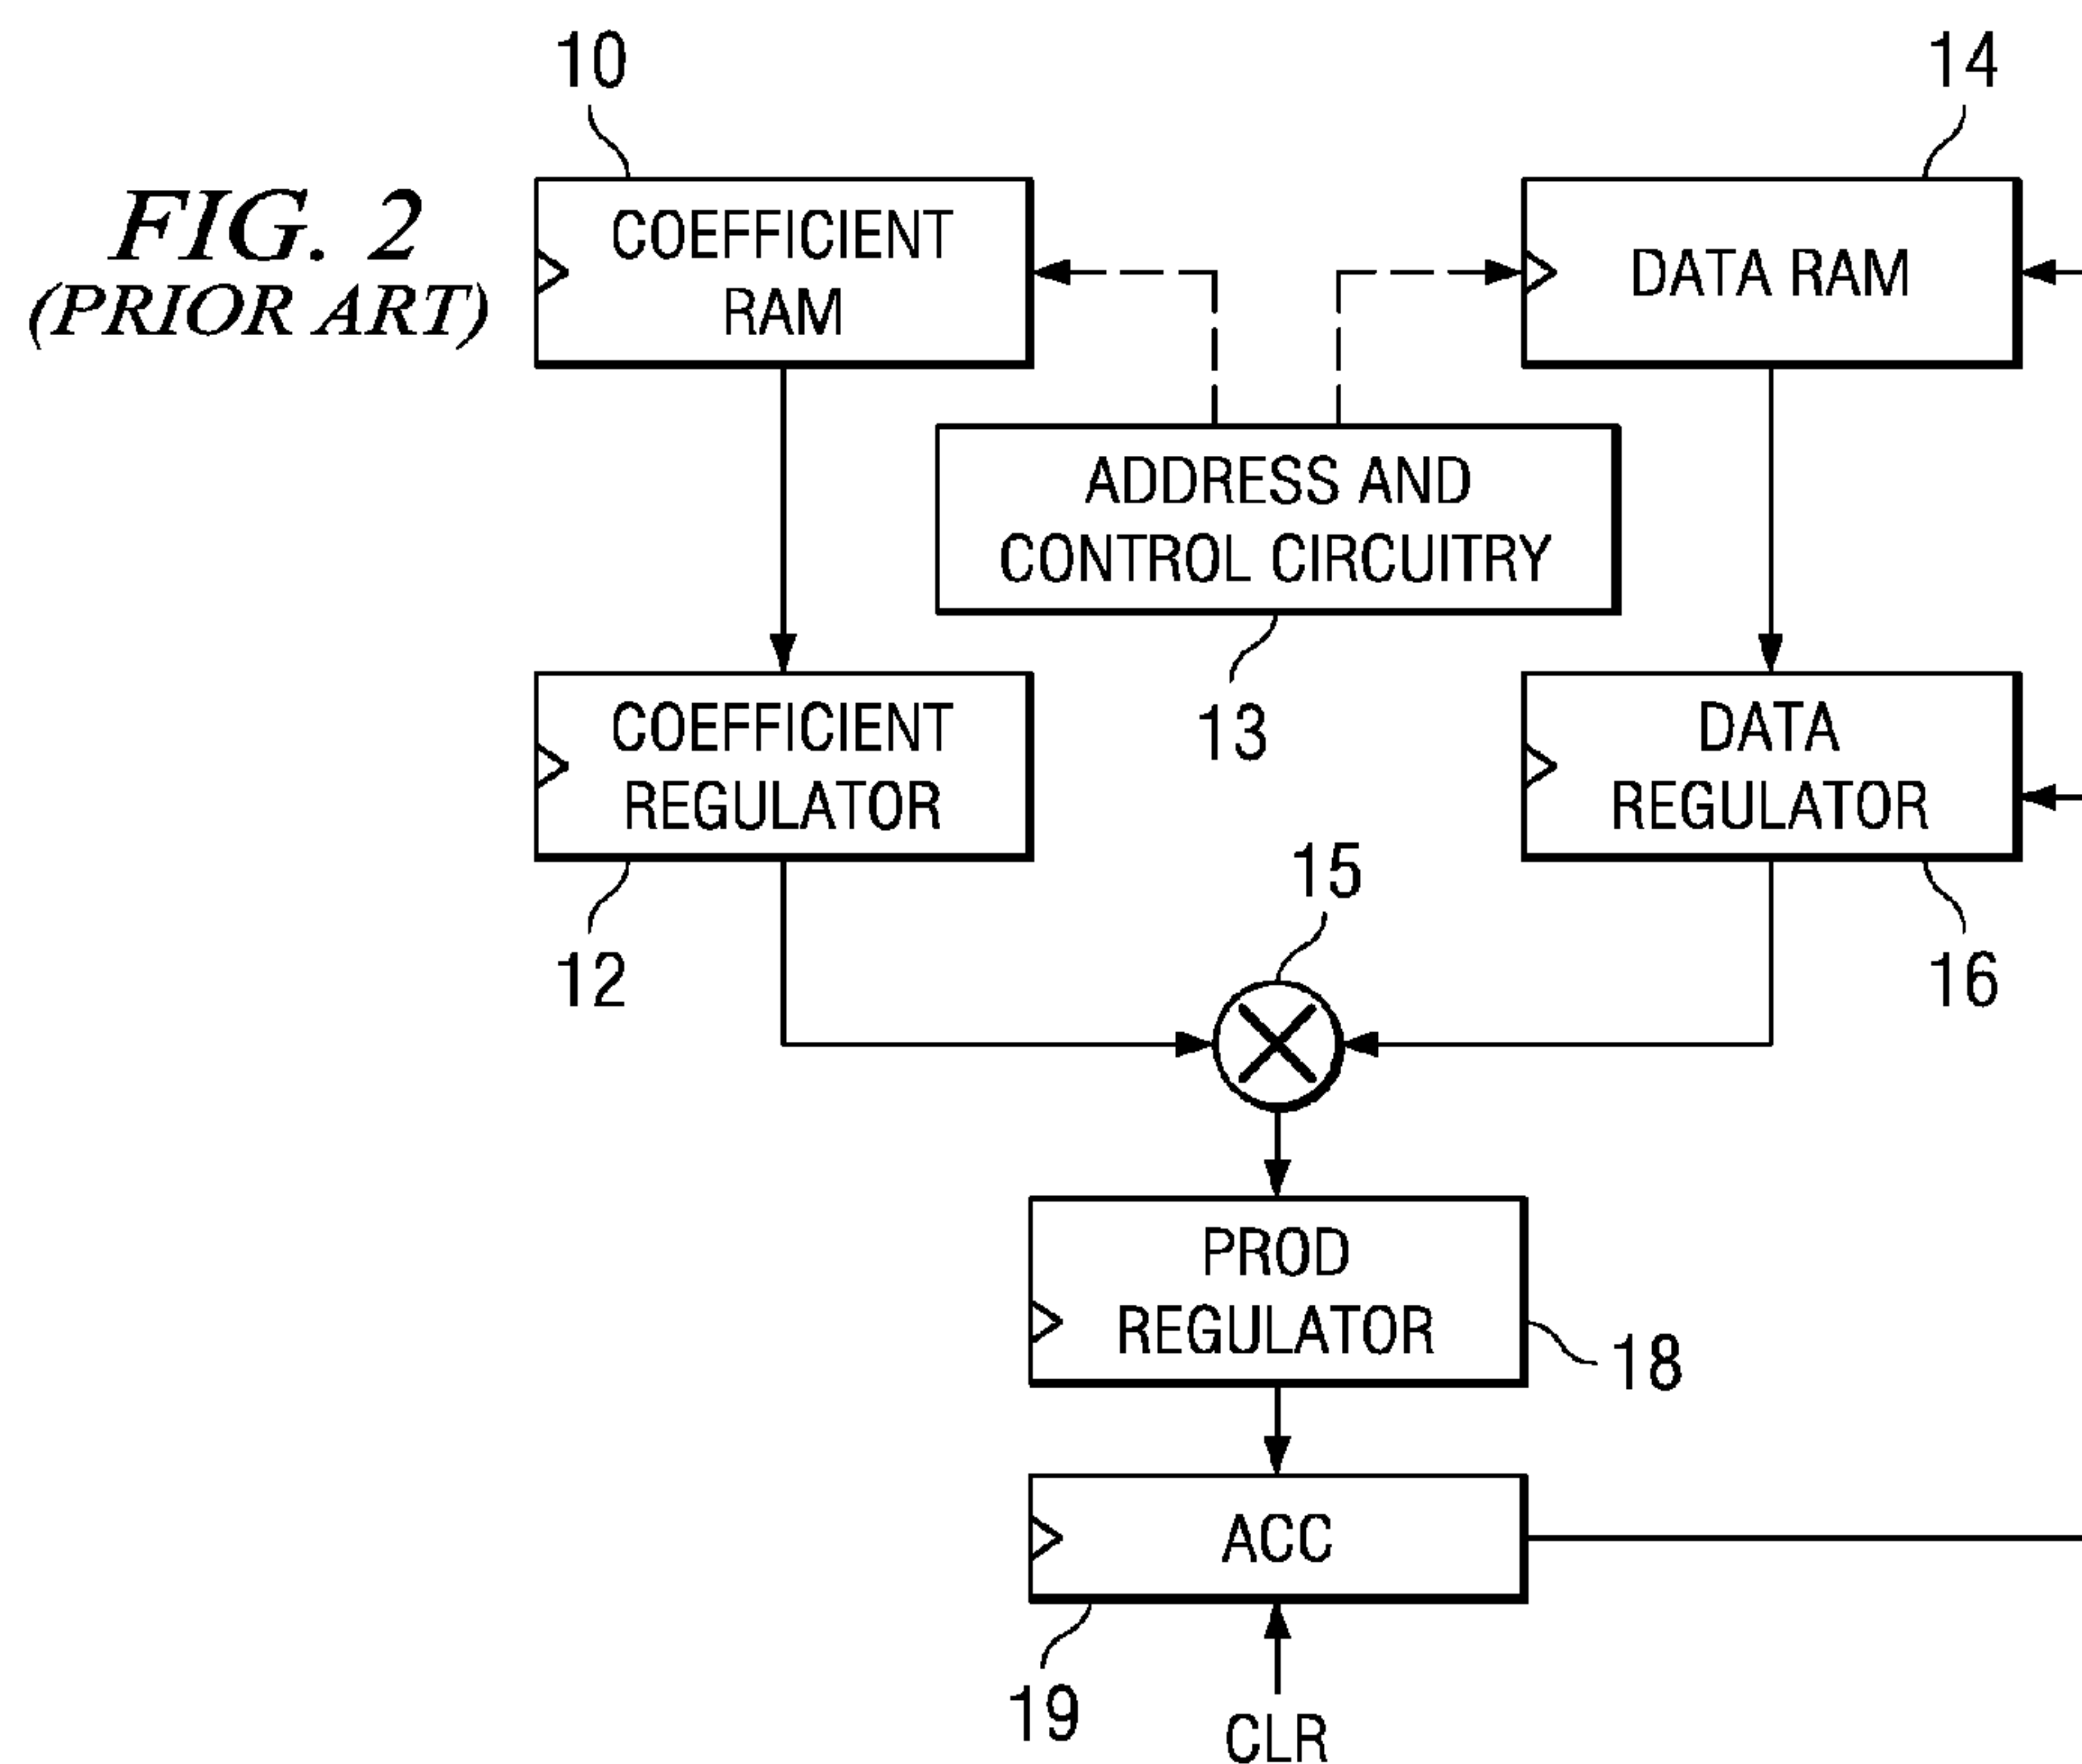 FIG. 2
(PRIOR ART)
10
COEFFICIENT
RAM
14
DATA RAM
ADDRESS AND
CONTROL CIRCUITRY
13
COEFFICIENT
REGULATOR
12
DATA
REGULATOR
16
15
PROD
REGULATOR
18
ACC
19
CLR